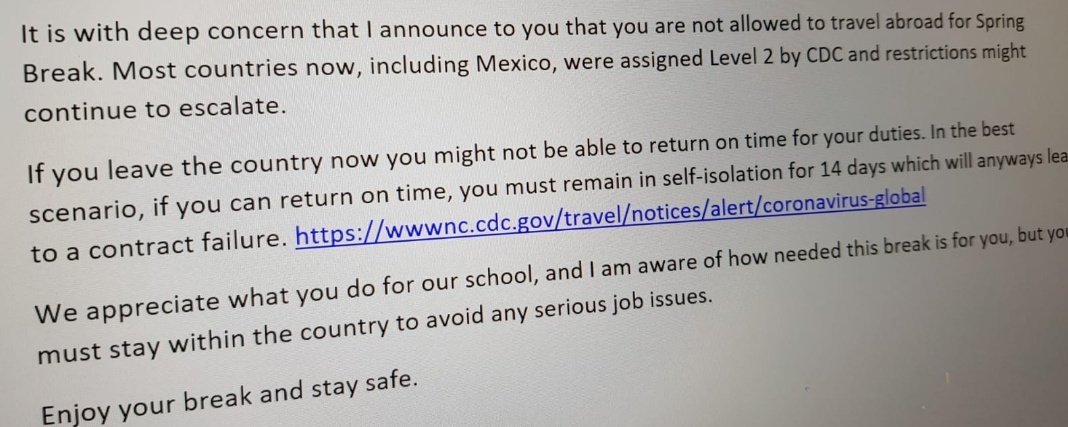 It is with deep concern that I announce to you that you are not allowed to travel abroad for Spring
Break. Most countries now, including Mexico, were assigned Level 2 by CDC and restrictions might
continue to escalate.
If you leave the country now you might not be able to return on time for your duties. In the best
scenario, if you can return on time, you must remain in self-isolation for 14 days which will anyways lea
to a contract failure. https://wwwnc.cdc.gov/travel/notices/alert/coronavirus-global
We appreciate what you do for our school, and I am aware of how needed this break is for you, but you
must stay within the country to avoid any serious job issues.
Enjoy your break and stay safe.